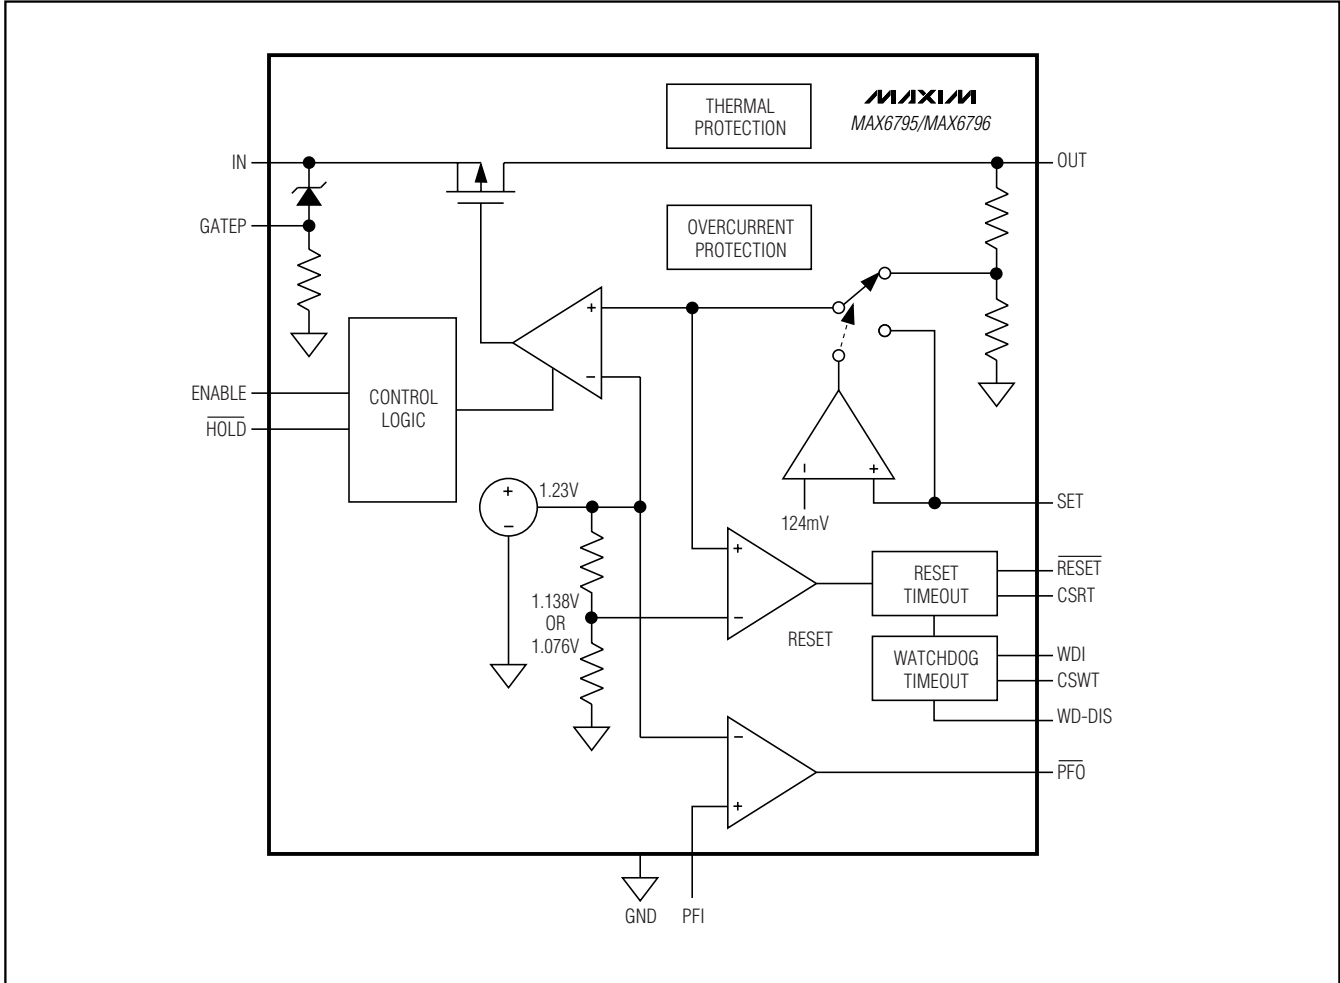 THERMAL
PROTECTION
MAXIM
MAX6795/MAX6796
IN
OUT
GATEP
OVERCURRENT
PROTECTION
+
−
ENABLE
HOLD
CONTROL
LOGIC
+
−
1.23V
−
+
124mV
SET
+
−
RESET
1.138V
OR
1.076V
RESET
TIMEOUT
RESET
CSRT
WATCHDOG
TIMEOUT
WDI
CSWT
WD-DIS
−
+
PFO
GND
PFI